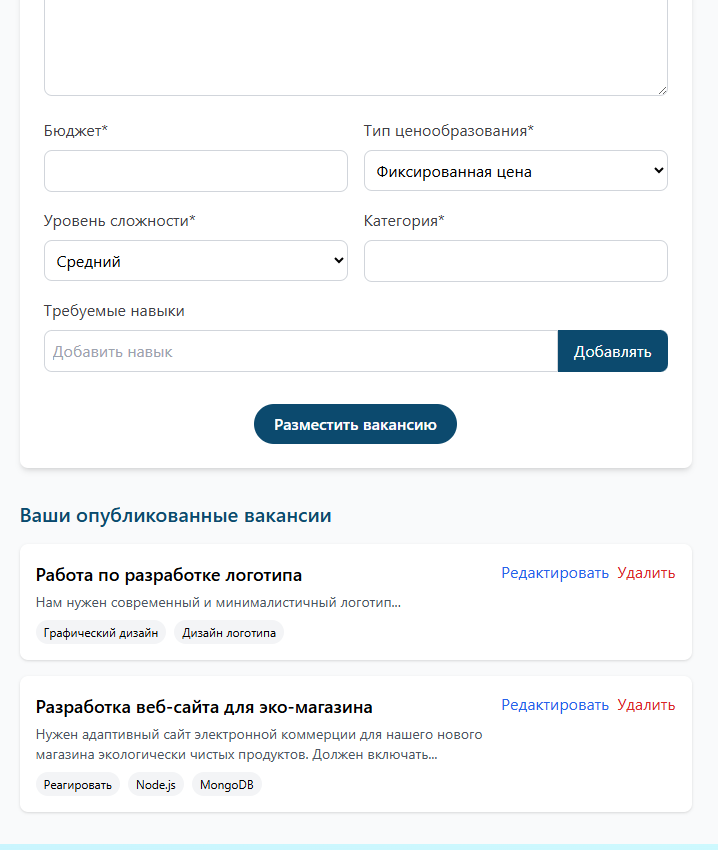 Бюджет* Тип ценообразования*
Фиксированная цена
Уровень сложности* Категория*
Средний
Требуемые навыки
Добавить навык Добавлять
Разместить вакансию
Ваши опубликованные вакансии
Работа по разработке логотипа Редактировать Удалить
Нам нужен современный и минималистичный логотип...
Графический дизайн Дизайн логотипа
Разработка веб-сайта для эко-магазина Редактировать Удалить
Нужен адаптивный сайт электронной коммерции для нашего нового
магазина экологически чистых продуктов. Должен включать...
Реагировать Node.js MongoDB